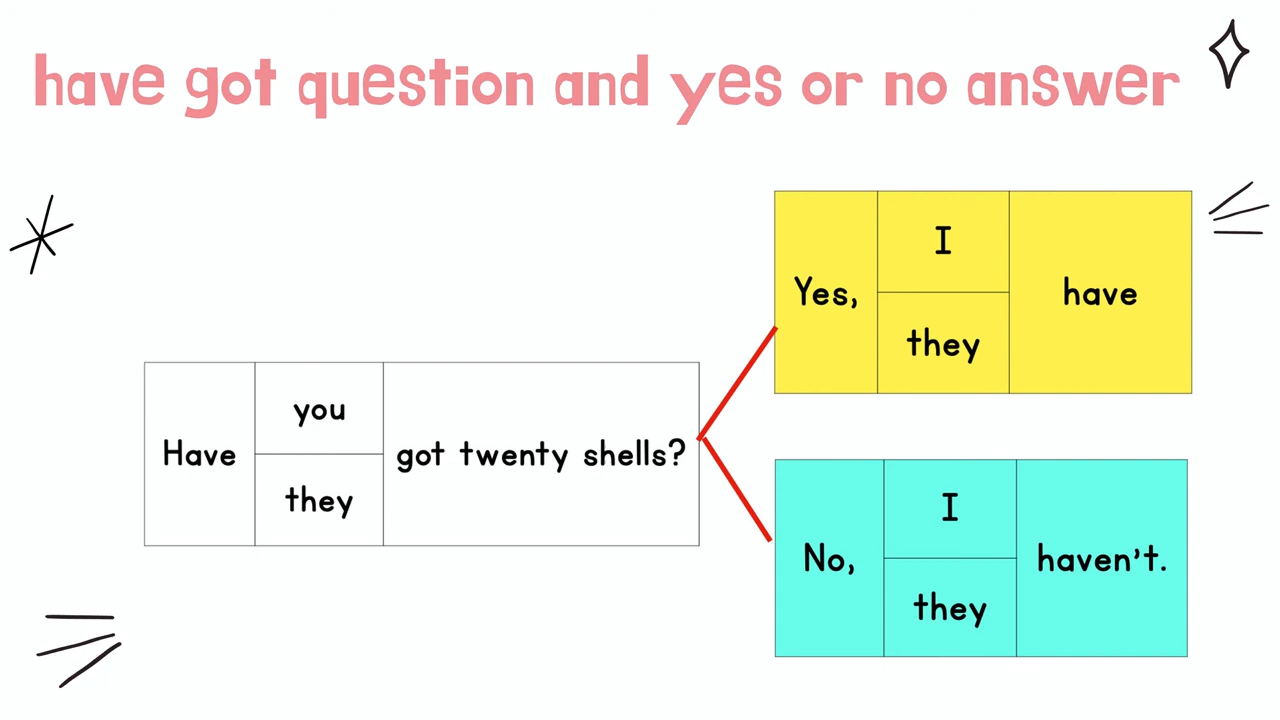 have got question and yes or no answer
Have
you
they
got twenty shells?
Yes,
I
they
have
No,
I
they
haven't.